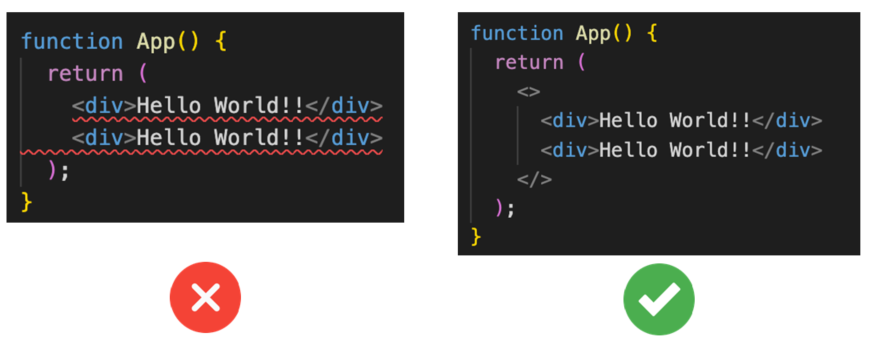 function App() {
  return (
    <div>Hello World!!</div>
    <div>Hello World!!</div>
  );
}
function App() {
  return (
    <>
      <div>Hello World!!</div>
      <div>Hello World!!</div>
    </>
  );
}